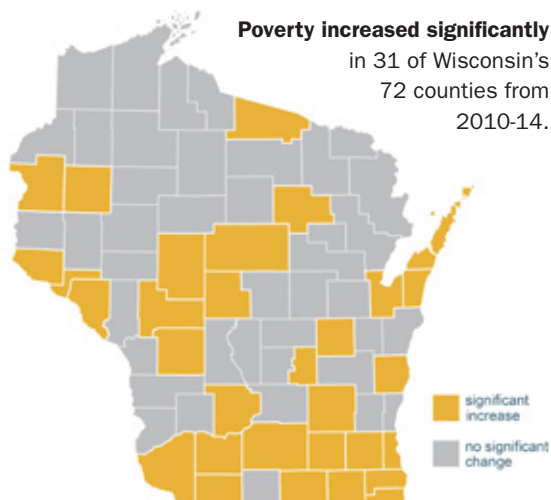 Poverty increased significantly
in 31 of Wisconsin's
72 counties from
2010-14.
significant
increase
no significant
change